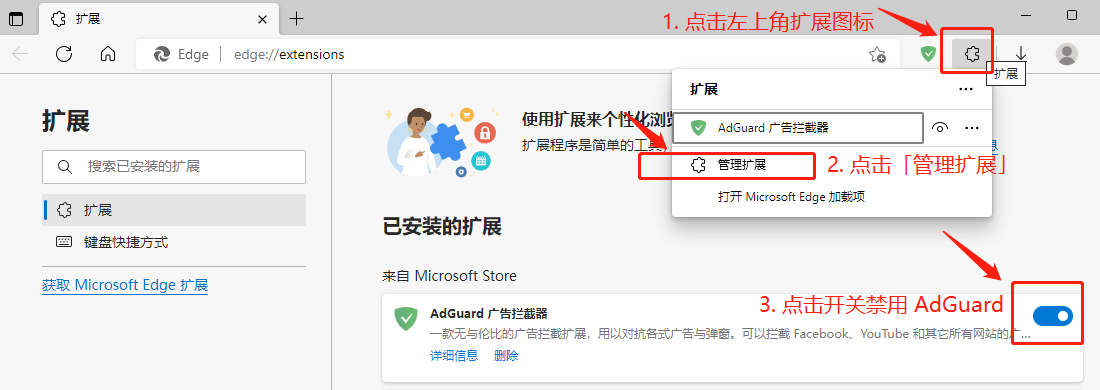 扩展
1. 点击左上角扩展图标
Edge
edge://extensions
扩展
扩展
搜索已安装的扩展
扩展
键盘快捷方式
获取 Microsoft Edge 扩展
使用扩展来个性化浏览
扩展程序是简单的工具,
息
扩展
AdGuard 广告拦截器
管理扩展
2. 点击「管理扩展」
打开 Microsoft Edge 加载项
已安装的扩展
来自 Microsoft Store
AdGuard 广告拦截器
一款无与伦比的广告拦截扩展，用以对抗各式广告与弹窗。可以拦截 Facebook、YouTube 和其它所有网站的广...
详细信息 删除
3. 点击开关禁用 AdGuard